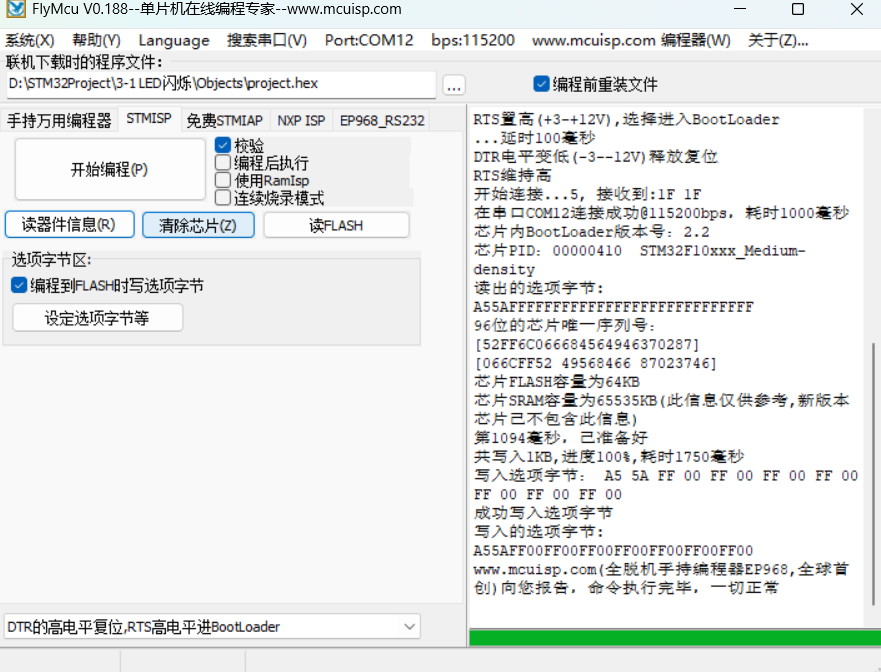 FlyMcu V0.188--单片机在线编程专家--www.mcuisp.com
系统(X) 帮助(Y) Language 搜索串口(V) Port:COM12 bps:115200 www.mcuisp.com 编程器(W) 关于(Z)...
联机下载时的程序文件:
D:\STM32Project\3-1 LED闪烁\Objects\project.hex
...
编程前重装文件
手持万用编程器 STMISP 免费STMIAP NXP ISP EP968_RS232
开始编程(P)
校验
编程后执行
使用RamIsp
连续烧录模式
读器件信息(R) 清除芯片(Z) 读FLASH
选项字节区:
编程到FLASH时写选项字节
设定选项字节等
DTR的高电平复位,RTS高电平进BootLoader
RTS置高(+3-+12V),选择进入BootLoader
...延时100毫秒
DTR电平变低(-3--12V)释放复位
RTS维持高
开始连接...5, 接收到:1F 1F
在串口COM12连接成功@115200bps, 耗时1000毫秒
芯片内BootLoader版本号: 2.2
芯片PID: 00000410 STM32F10xxx_Medium-
density
读出的选项字节:
A55AFFFFFFFFFFFFFFFFFFFFFFFFFFFF
96位的芯片唯一序列号:
[52FF6C066684564946370287]
[066CFF52 49568466 87023746]
芯片FLASH容量为64KB
芯片SRAM容量为65535KB(此信息仅供参考,新版本
芯片已不包含此信息)
第1094毫秒, 已准备好
共写入1KB,进度100%,耗时1750毫秒
写入选项字节: A5 5A FF 00 FF 00 FF 00 FF 00
FF 00 FF 00 FF 00
成功写入选项字节
写入的选项字节:
A55AFF00FF00FF00FF00FF00FF00FF00
www.mcuisp.com(全脱机手持编程器EP968,全球首
创)向您报告, 命令执行完毕, 一切正常